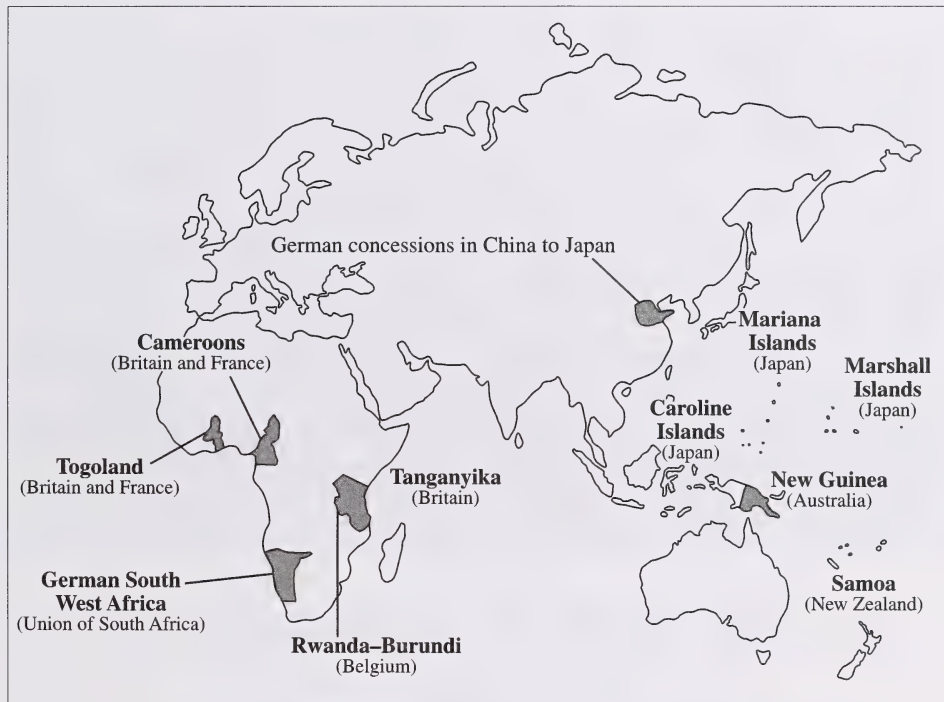 German concessions in China to Japan
Cameroons
(Britain and France)
Mariana
Islands
(Japan)
Marshall
Islands
(Japan)
Caroline
Islands
(Japan)
Togoland
(Britain and France)
Tanganyika
(Britain)
New Guinea
(Australia)
German South
West Africa
(Union of South Africa)
Samoa
(New Zealand)
Rwanda–Burundi
(Belgium)